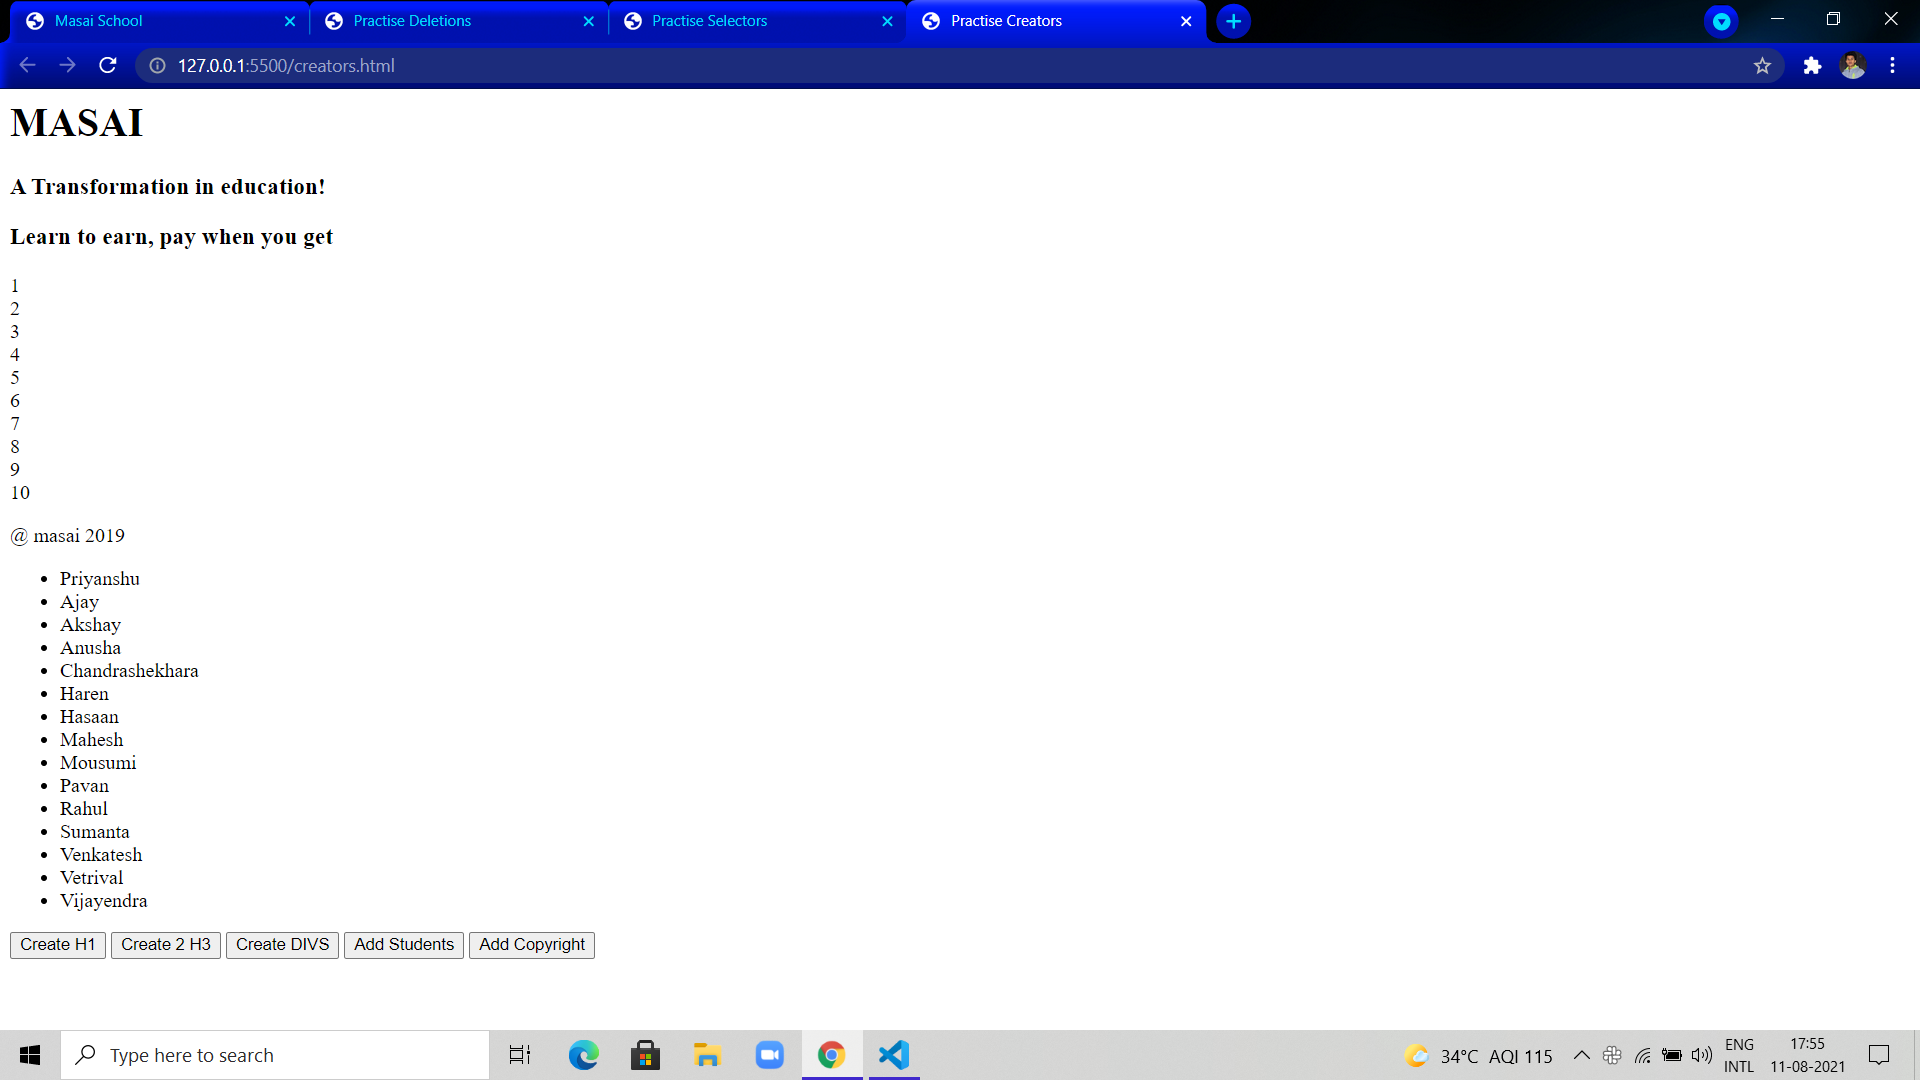 Masai School
Practise Deletions
Practise Selectors
Practise Creators
127.0.0.1:5500/creators.html
MASAI
A Transformation in education!
Learn to earn, pay when you get
1
2
3
4
5
6
7
8
9
10
@ masai 2019
Priyanshu
Ajay
Akshay
Anusha
Chandrashekhara
Haren
Hasaan
Mahesh
Mousumi
Pavan
Rahul
Sumanta
Venkatesh
Vetrival
Vijayendra
Create H1 Create 2 H3 Create DIVS Add Students Add Copyright
Type here to search
34°C AQI 115
ENG
INTL
17:55
11-08-2021